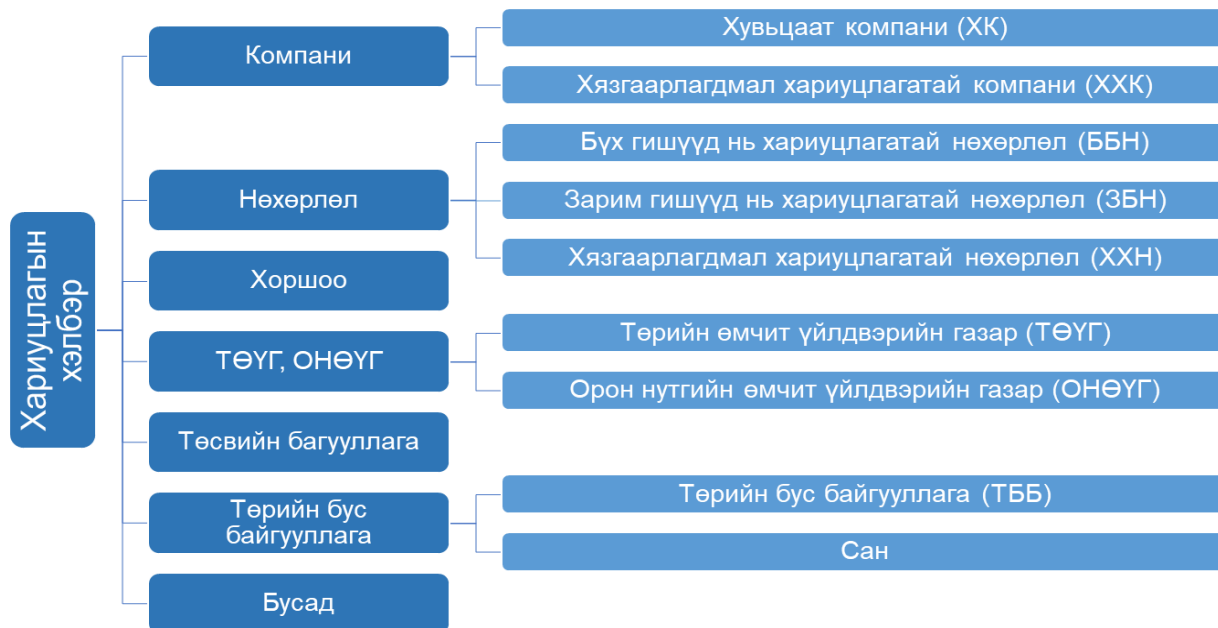 Хариуцлагын
хэлбэр
Компани
Хувьцаат компани (ХК)
Хязгаарлагдмал хариуцлагатай компани (ХХК)
Нөхөрлөл
Бүх гишүүд нь хариуцлагатай нөхөрлөл (ББН)
Зарим гишүүд нь хариуцлагатай нөхөрлөл (ЗБН)
Хязгаарлагдмал хариуцлагатай нөхөрлөл (ХХН)
Хоршоо
ТӨҮГ, ОНӨҮГ
Төрийн өмчит үйлдвэрийн газар (ТӨҮГ)
Орон нутгийн өмчит үйлдвэрийн газар (ОНӨҮГ)
Төсвийн багууллага
Төрийн бус
байгууллага
Төрийн бус байгууллага (ТББ)
Сан
Бусад